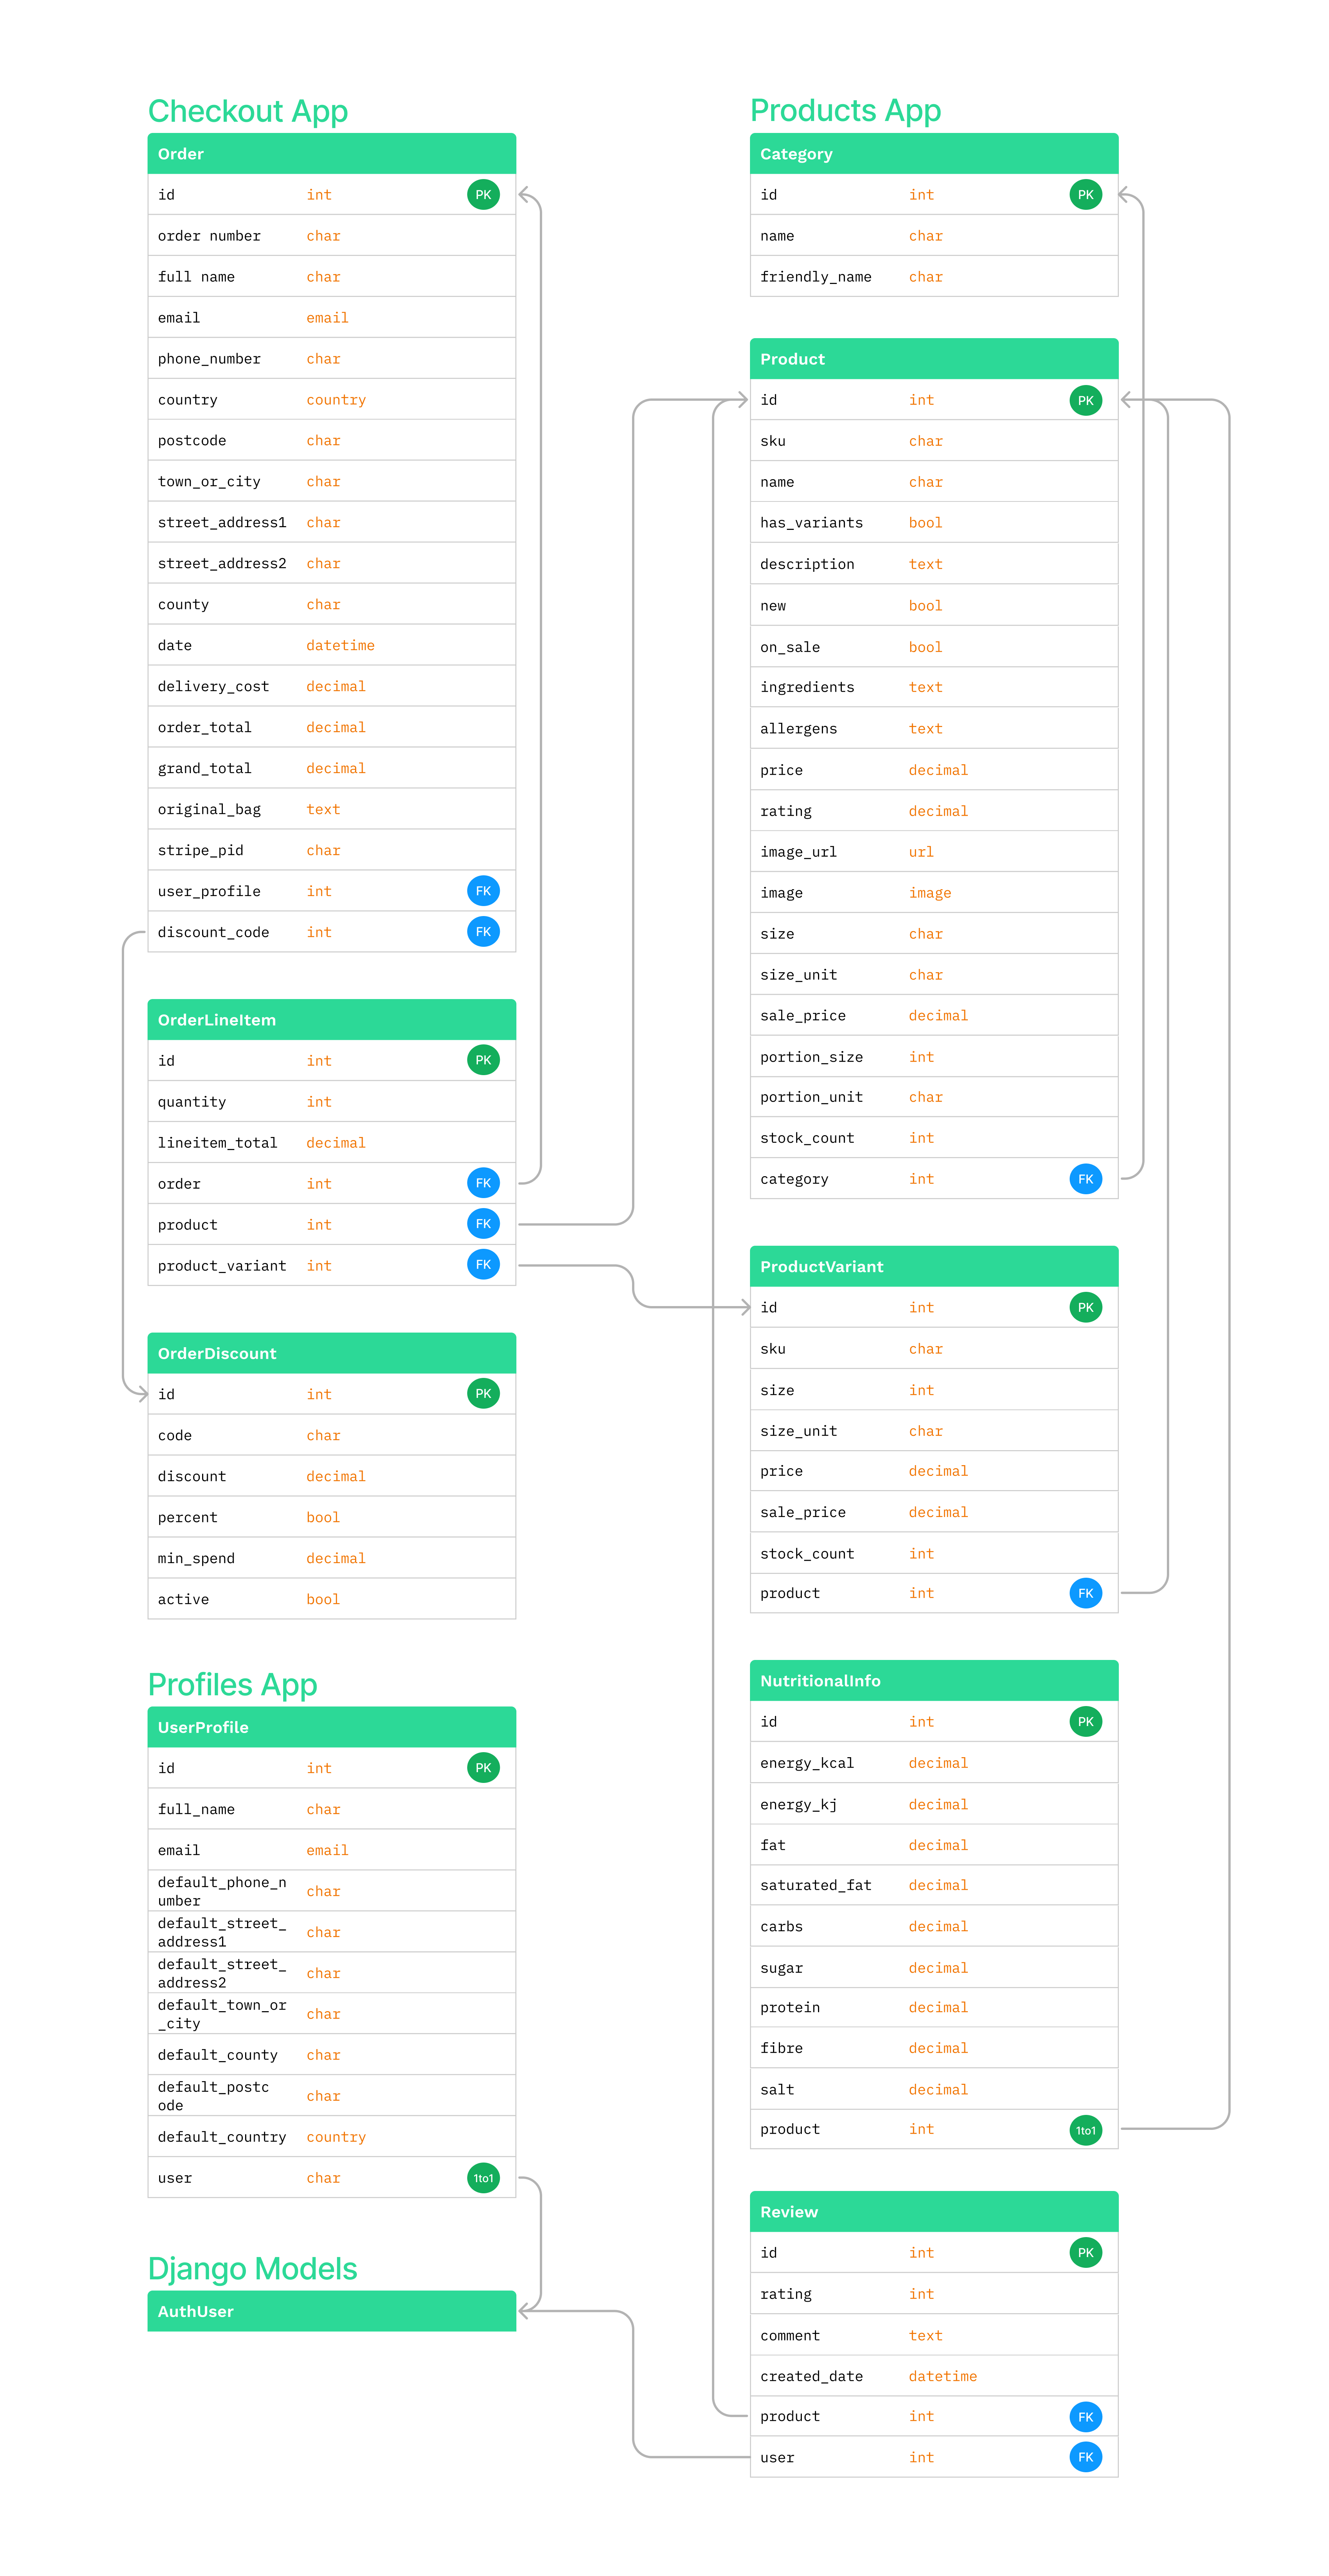 Checkout App
Order
id int PK
order number char
full name char
email email
phone_number char
country country
postcode char
town_or_city char
street_address1 char
street_address2 char
county char
date datetime
delivery_cost decimal
order_total decimal
grand_total decimal
original_bag text
stripe_pid char
user_profile int FK
discount_code int FK
OrderLineItem
id int PK
quantity int
lineitem_total decimal
order int FK
product int FK
product_variant int FK
OrderDiscount
id int PK
code char
discount decimal
percent bool
min_spend decimal
active bool
Profiles App
UserProfile
id int PK
full_name char
email email
default_phone_n
umber char
default_street_
address1 char
default_street_
address2 char
default_town_or
_city char
default_county char
default_postc
ode char
default_country country
user char 1to1
Django Models
AuthUser
Products App
Category
id int PK
name char
friendly_name char
Product
id int PK
sku char
name char
has_variants bool
description text
new bool
on_sale bool
ingredients text
allergens text
price decimal
rating decimal
image_url url
image image
size char
size_unit char
sale_price decimal
portion_size int
portion_unit char
stock_count int
category int FK
ProductVariant
id int PK
sku char
size int
size_unit char
price decimal
sale_price decimal
stock_count int
product int FK
NutritionalInfo
id int PK
energy_kcal decimal
energy_kj decimal
fat decimal
saturated_fat decimal
carbs decimal
sugar decimal
protein decimal
fibre decimal
salt decimal
product int 1to1
Review
id int PK
rating int
comment text
created_date datetime
product int FK
user int FK